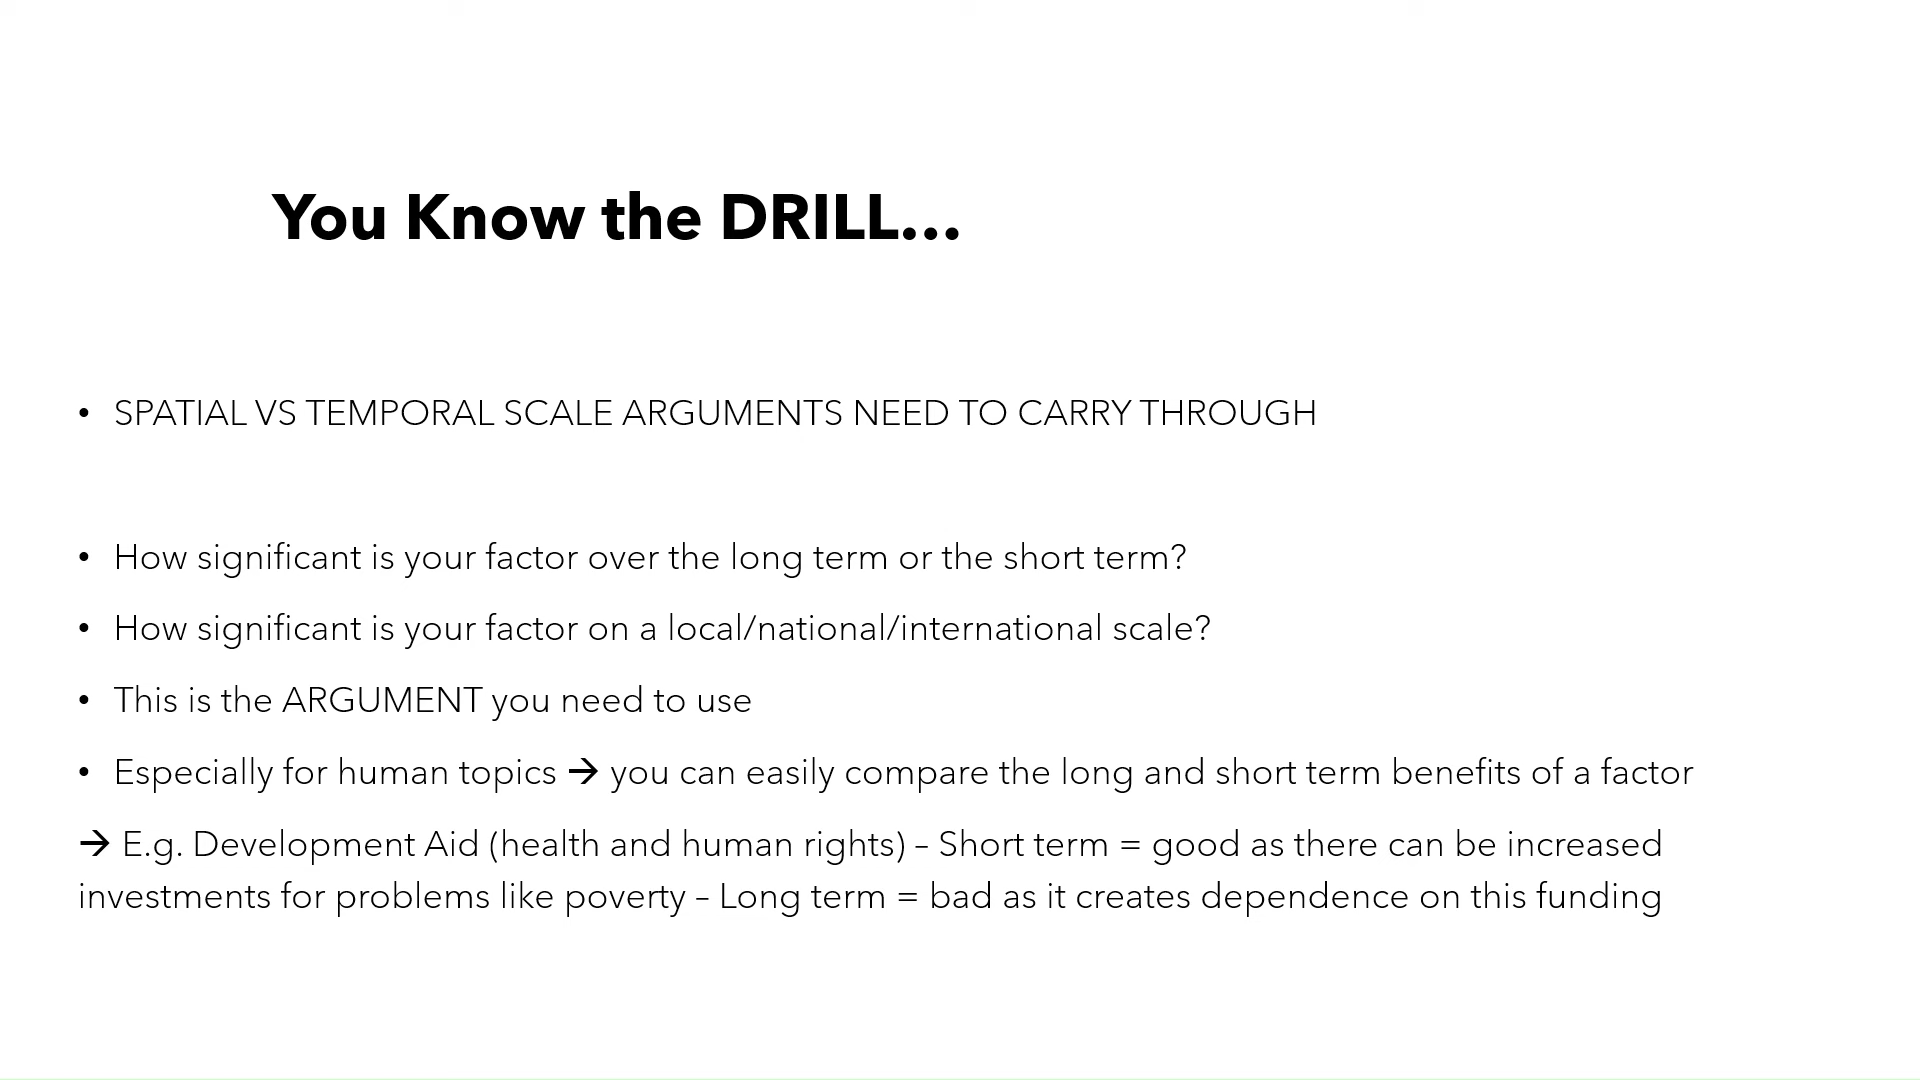 You Know the DRILL...
• SPATIAL VS TEMPORAL SCALE ARGUMENTS NEED TO CARRY THROUGH
• How significant is your factor over the long term or the short term?
• How significant is your factor on a local/national/international scale?
• This is the ARGUMENT you need to use
• Especially for human topics → you can easily compare the long and short term benefits of a factor
→ E.g. Development Aid (health and human rights) – Short term = good as there can be increased
investments for problems like poverty – Long term = bad as it creates dependence on this funding